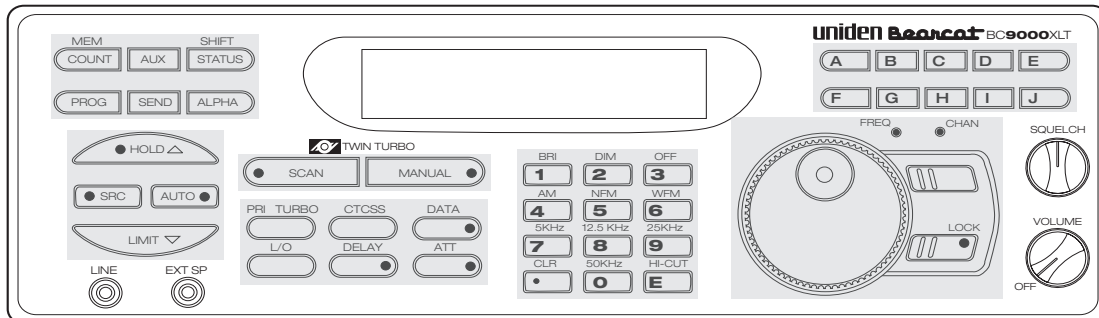 MEM SHIFT
COUNT AUX STATUS
PROG SEND ALPHA
HOLD
SRC AUTO
LIMIT
LINE EXT SP
TWIN TURBO
SCAN MANUAL
PRI TURBO CTCSS DATA
L/O DELAY ATT
BRI DIM OFF
1 2 3
AM NFM WFM
4 5 6
5KHz 12.5 KHz 25KHz
7 8 9
CLR 50KHz HI-CUT
• 0 E
uniden Bearcat BC9000XLT
A B C D E
F G H I J
FREQ CHAN
LOCK
SQUELCH
VOLUME
OFF